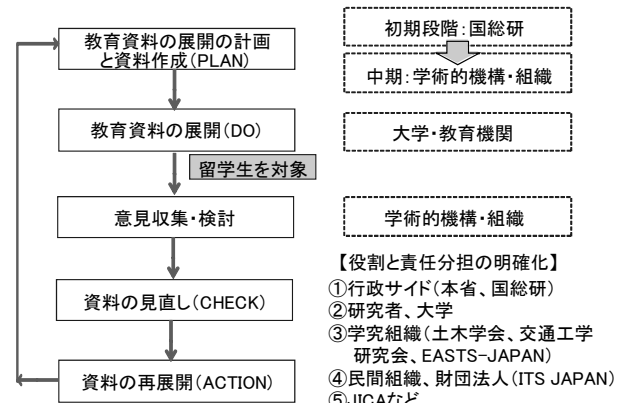 教育資料の展開の計画
と資料作成(PLAN)
初期段階:国総研
中期:学術的機構・組織
教育資料の展開(DO)
大学・教育機関
留学生を対象
意見収集・検討
学術的機構・組織
資料の見直し(CHECK)
資料の再展開(ACTION)
【役割と責任分担の明確化】
①行政サイド(本省、国総研)
②研究者、大学
③学究組織(土木学会、交通工学
研究会、EASTS-JAPAN)
④民間組織、財団法人(ITS JAPAN)
⑤JICAなど